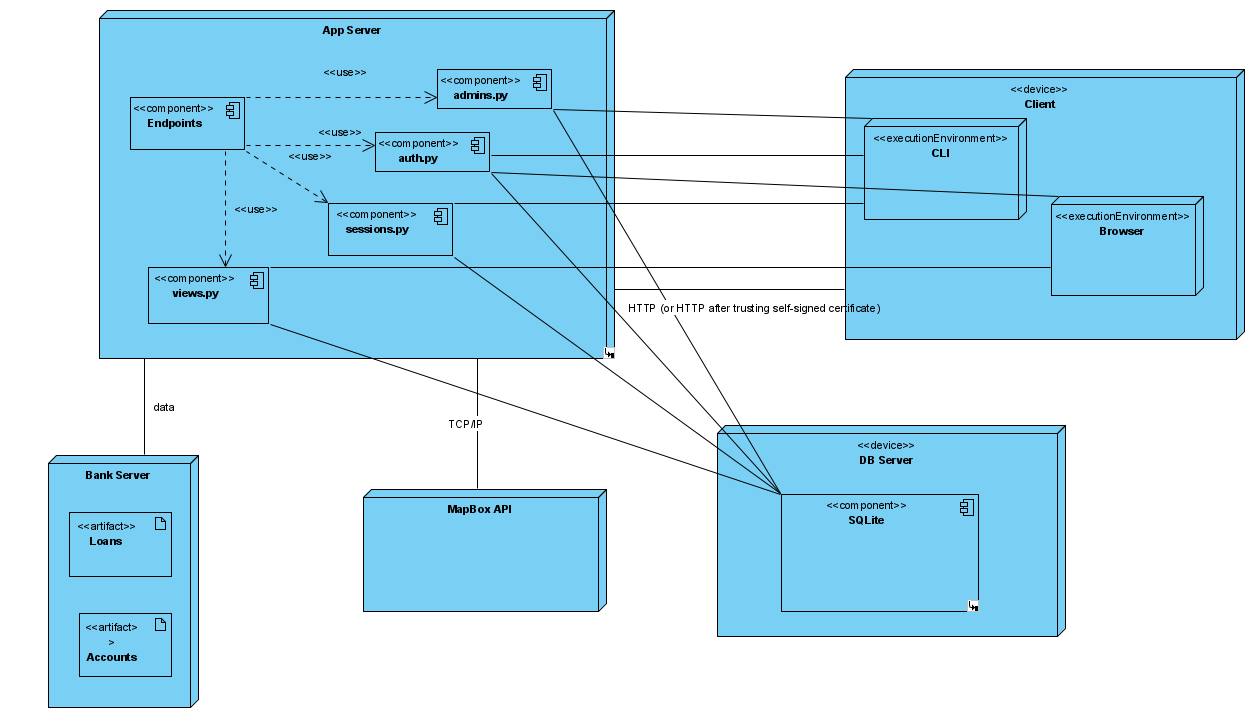 App Server
<<use>>
<<component>>
admins.py
<<component>>
Endpoints
<<use>>
<<component>>
auth.py
<<use>>
<<component>>
sessions.py
<<use>>
<<component>>
views.py
<<device>>
Client
<<executionEnvironment>>
CLI
<<executionEnvironment>>
Browser
HTTP (or HTTP after trusting self-signed certificate)
data
TCP/IP
Bank Server
<<artifact>>
Loans
<<artifact>
>
Accounts
MapBox API
<<device>>
DB Server
<<component>>
SQLite